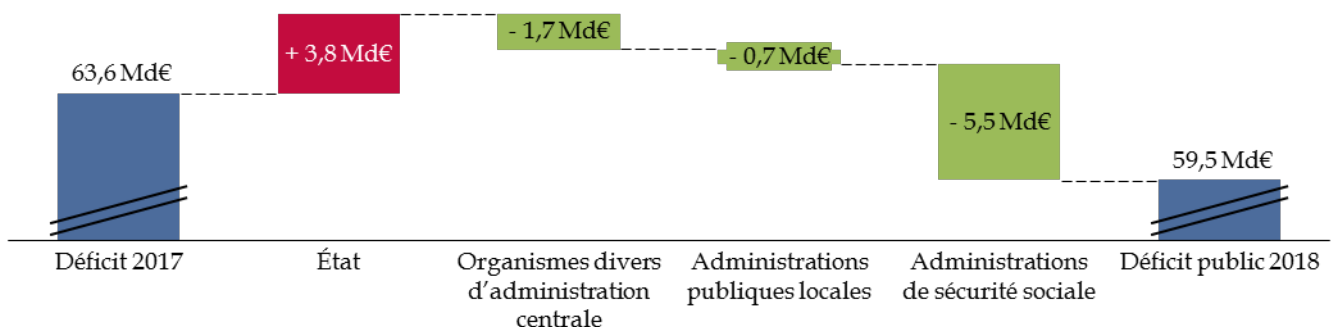 63,6 Md€
+ 3,8 Md€
- 1,7 Md€
- 0,7 Md€
- 5,5 Md€
59,5 Md€
Déficit 2017
État
Organismes divers
d’administration
centrale
Administrations
publiques locales
Administrations
de sécurité sociale
Déficit public 2018